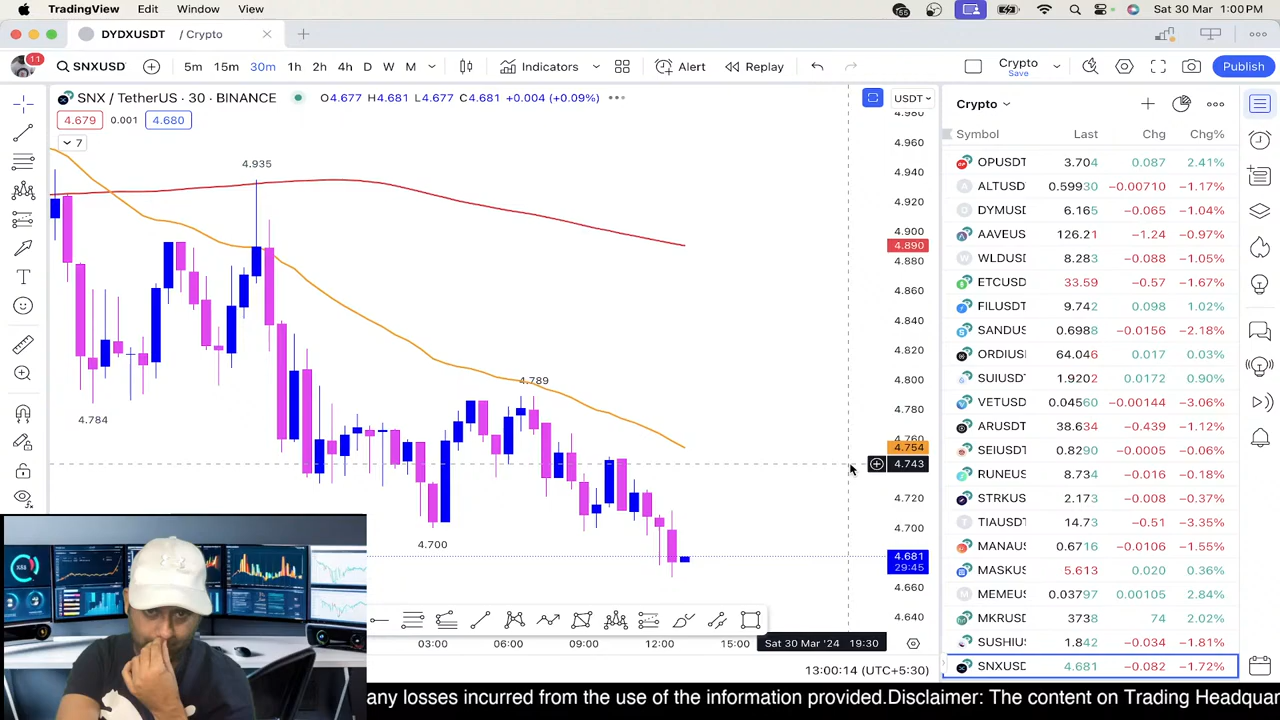 TradingView Edit Window View Sat 30 Mar 1:00 PM
DYDXUSDT / Crypto
11 SNXUSD 5m 15m 30m 1h 2h 4h D W M Indicators Alert Replay Crypto Save Publish
SNX / TetherUS · 30 · BINANCE O4.677 H4.681 L4.677 C4.681 +0.004 (+0.09%)
4.679 0.001 4.680
7
USDT
4.980
4.960
4.940
4.920
4.900
4.890
4.880
4.860
4.840
4.820
4.800
4.780
4.760
4.754
4.743
4.720
4.700
4.681
29:45
4.660
4.640
4.935
4.784
4.789
4.700
03:00 06:00 09:00 12:00 15:00 Sat 30 Mar '24 19:30
13:00:14 (UTC+5:30)
Crypto
Symbol Last Chg Chg%
OPUSDT 3.704 0.087 2.41%
ALTUSD 0.59930 −0.00710 −1.17%
DYMUSD 6.165 −0.065 −1.04%
AAVEUS 126.21 −1.24 −0.97%
WLDUSD 8.283 −0.088 −1.05%
ETCUSD 33.59 −0.57 −1.67%
FILUSDT 9.742 0.098 1.02%
SANDUS 0.6988 −0.0156 −2.18%
ORDIUS 64.046 0.017 0.03%
SUIUSDT 1.9202 0.0172 0.90%
VETUSD 0.04560 −0.00144 −3.06%
ARUSDT 38.634 −0.439 −1.12%
SEIUSDT 0.8290 −0.0005 −0.06%
RUNEUS 8.734 −0.016 −0.18%
STRKUS 2.173 −0.008 −0.37%
TIAUSDT 14.73 −0.51 −3.35%
MANAUS 0.6716 −0.0106 −1.55%
MASKUS 5.613 0.020 0.36%
MEMEUS 0.03797 0.00105 2.84%
MKRUSD 3738 74 2.02%
SUSHIU 1.842 −0.034 −1.81%
SNXUSD 4.681 −0.082 −1.72%
any losses incurred from the use of the information provided.Disclaimer: The content on Trading Headquar